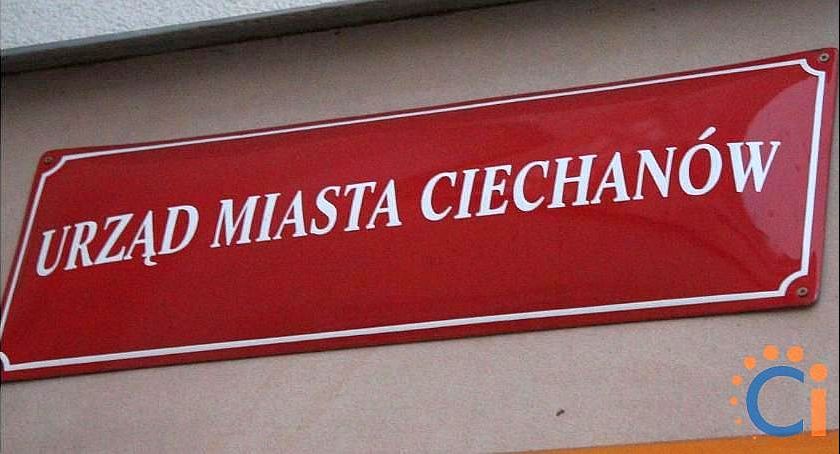 URZĄD MIASTA CIECHANÓW
Ci